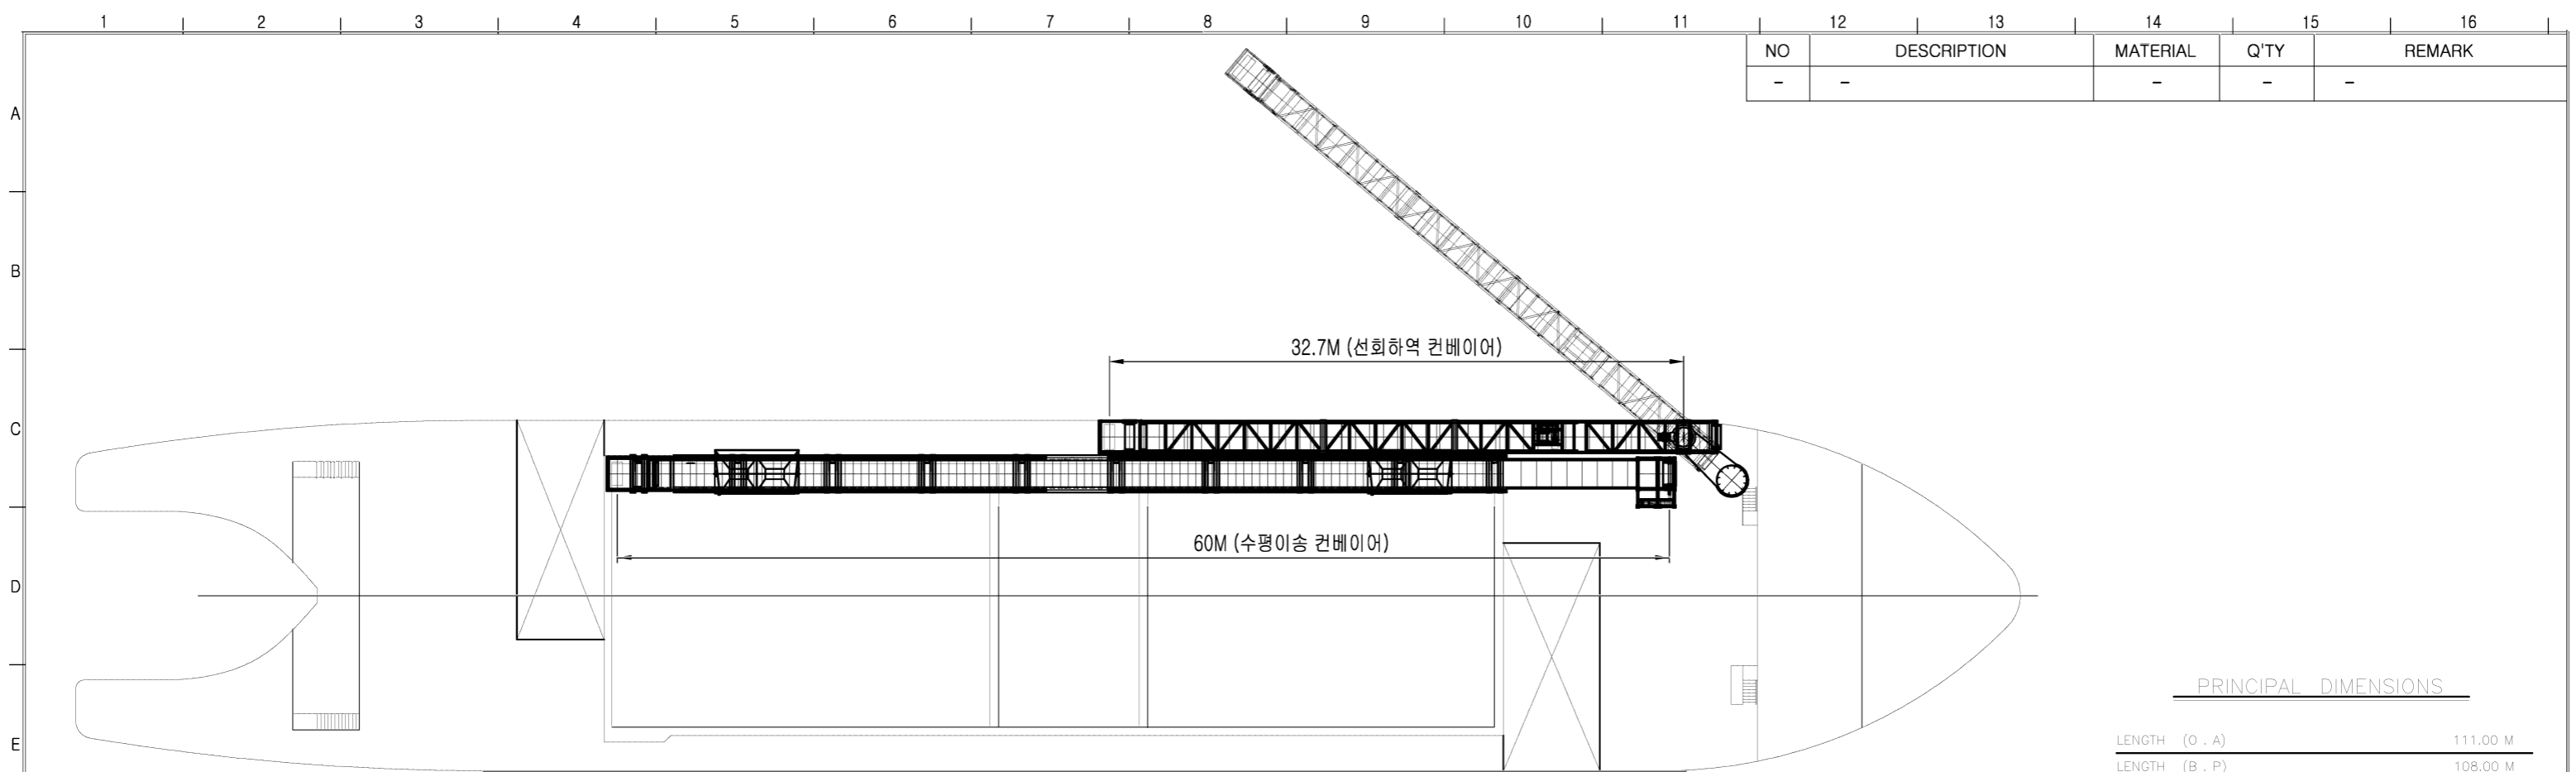 1 2 3 4 5 6 7 8 9 10 11 12 13 14 15 16
NO DESCRIPTION MATERIAL Q'TY REMARK
- - - - -
A
B
32.7M (선회하역 컨베이어)
C
60M (수평이송 컨베이어)
D
PRINCIPAL DIMENSIONS
E
LENGTH (O . A) 111.00 M
LENGTH (B . P) 108.00 M